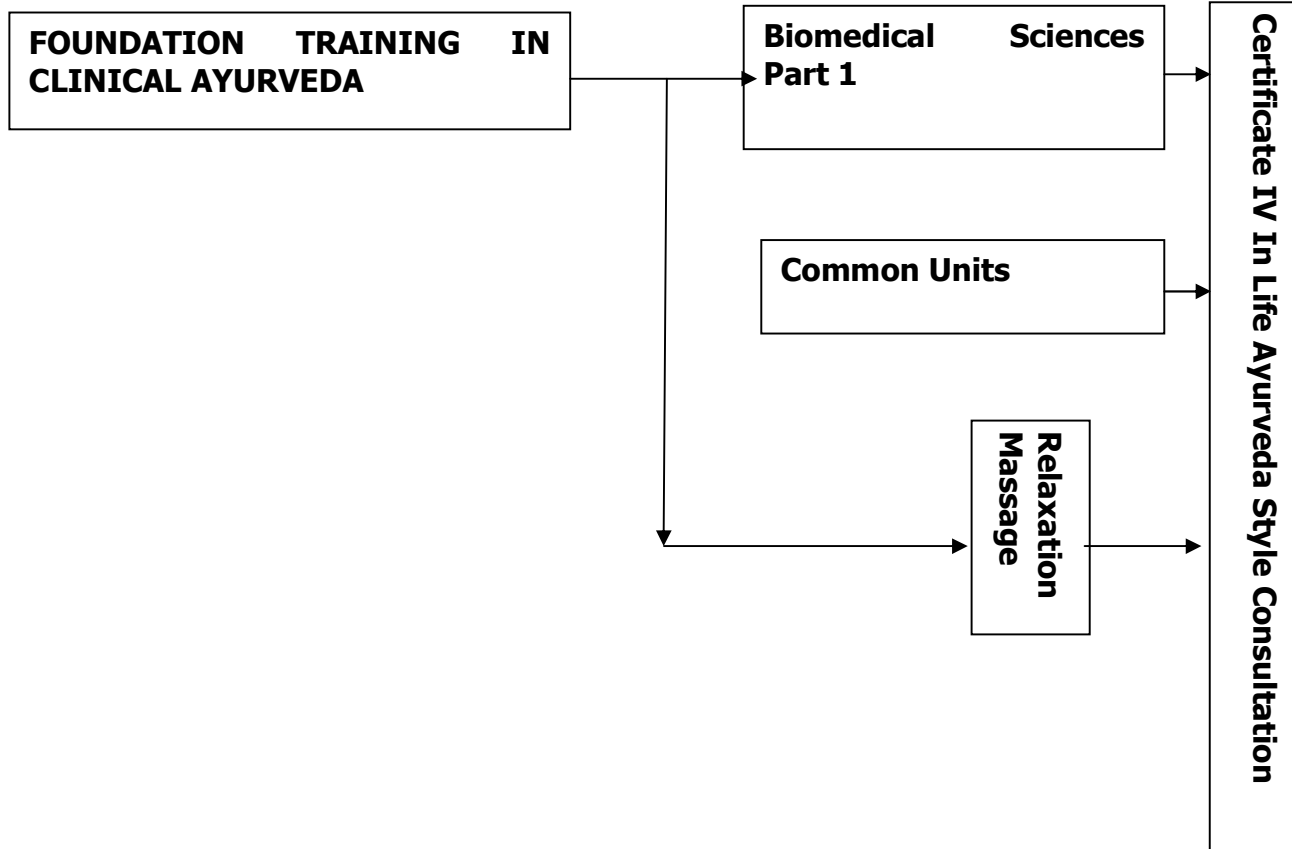 FOUNDATION TRAINING IN
CLINICAL AYURVEDA
Biomedical Sciences
Part 1
Common Units
Relaxation
Massage
Certificate IV In Life Ayurveda Style Consultation